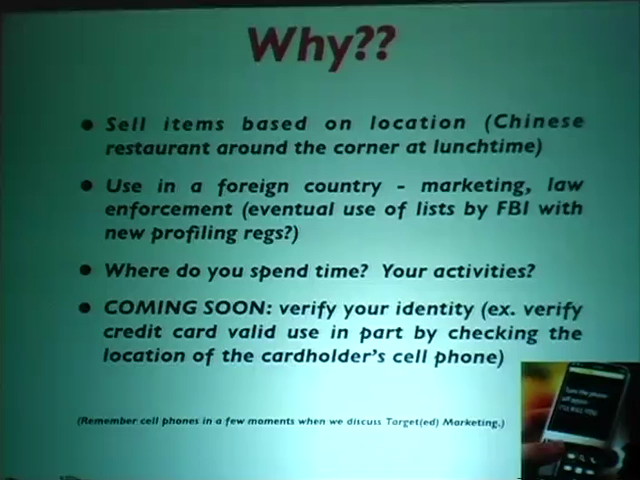 Why??
• Sell items based on location (Chinese
restaurant around the corner at lunchtime)
• Use in a foreign country - marketing, law
enforcement (eventual use of lists by FBI with
new profiling regs?)
• Where do you spend time? Your activities?
• COMING SOON: verify your identity (ex. verify
credit card valid use in part by checking the
location of the cardholder's cell phone)
(Remember cell phones in a few moments when we discuss Target(ed) Marketing.)